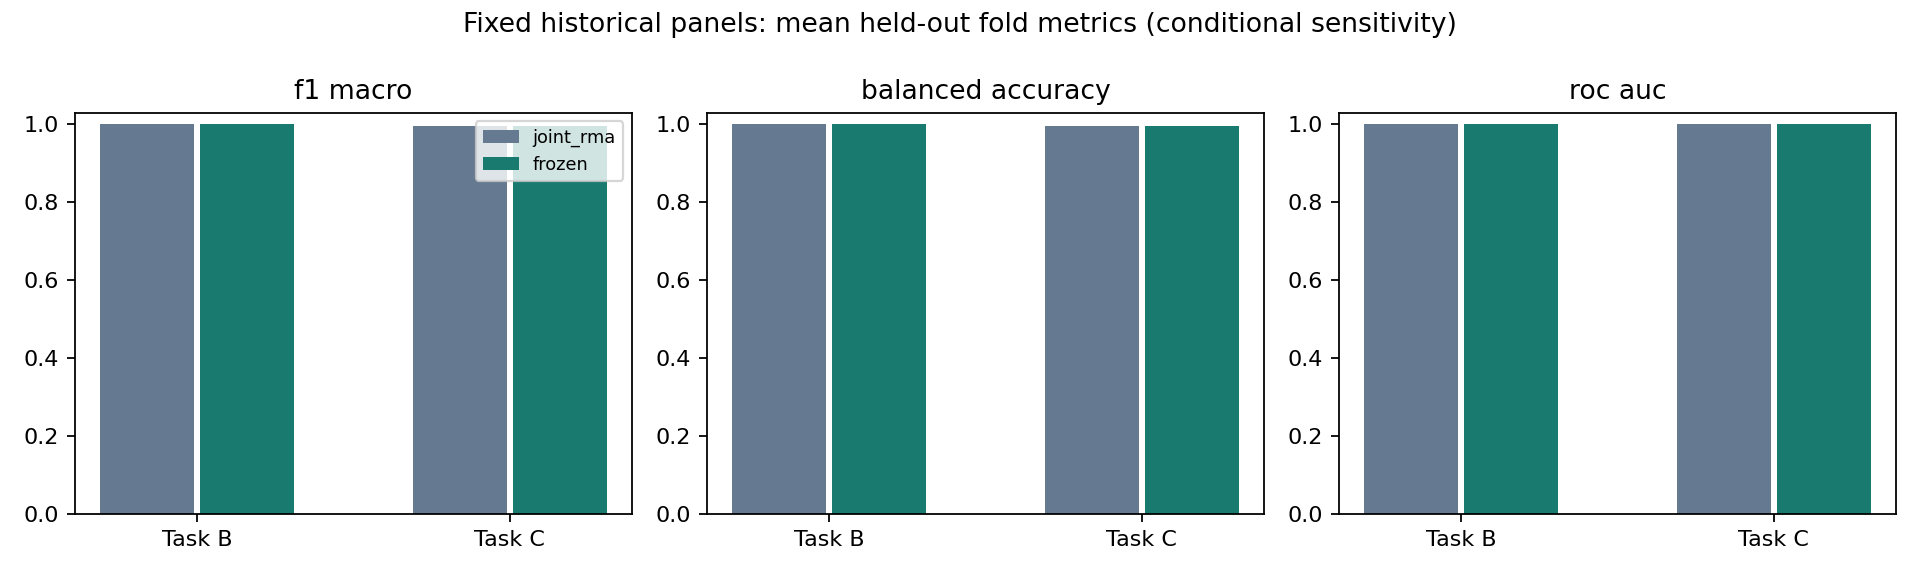 Fixed historical panels: mean held-out fold metrics (conditional sensitivity)
f1 macro
1.0
0.8
0.6
0.4
0.2
0.0
joint_rma
frozen
Task B
Task C
balanced accuracy
1.0
0.8
0.6
0.4
0.2
0.0
Task B
Task C
roc auc
1.0
0.8
0.6
0.4
0.2
0.0
Task B
Task C